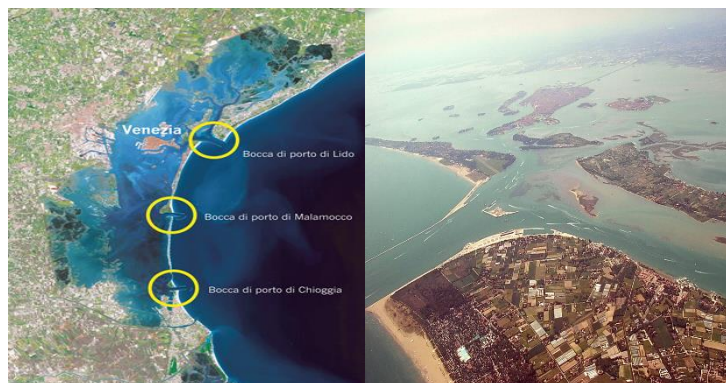 Venezia
Bocca di porto di Lido
Bocca di porto di Malamocco
Bocca di porto di Chioggia